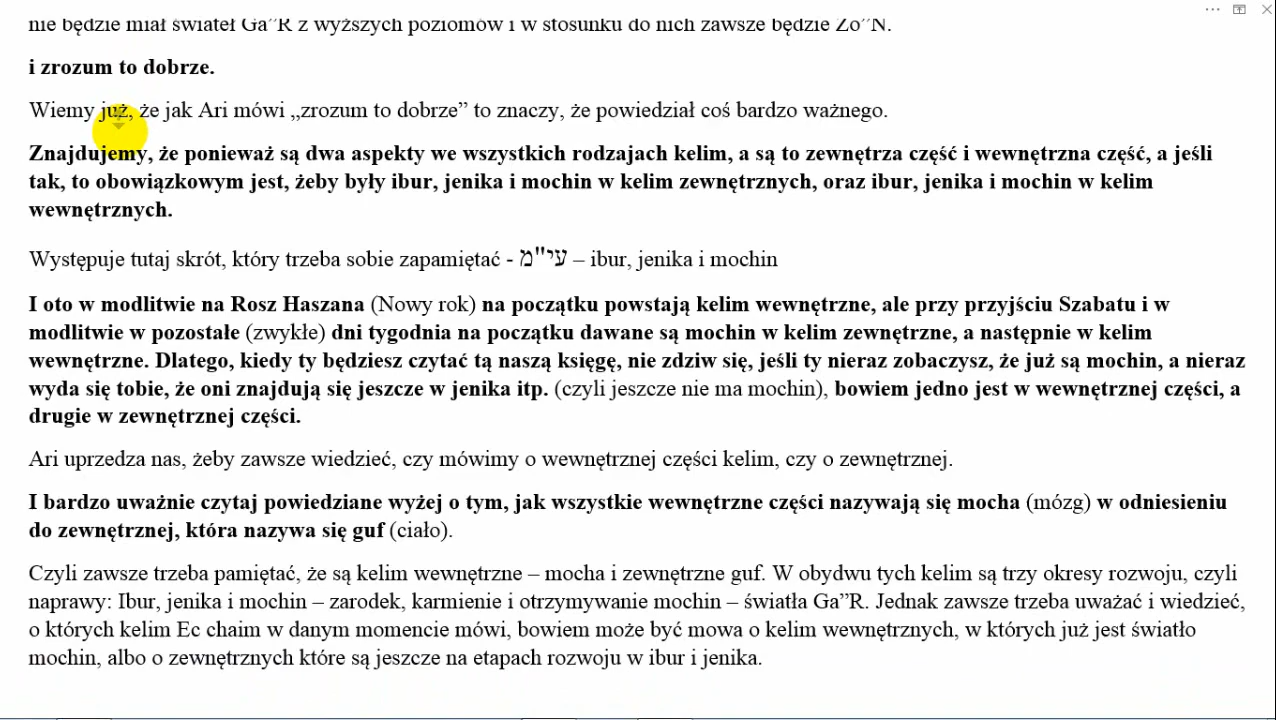 nie będzie miał świateł Ga”R z wyższych poziomów i w stosunku do nich zawsze będzie Zo”N.
i zrozum to dobrze.
Wiemy już, że jak Ari mówi „zrozum to dobrze” to znaczy, że powiedział coś bardzo ważnego.
Znajdujemy, że ponieważ są dwa aspekty we wszystkich rodzajach kelim, a są to zewnętrza część i wewnętrzna część, a jeśli
tak, to obowiązkowym jest, żeby były ibur, jenika i mochin w kelim zewnętrznych, oraz ibur, jenika i mochin w kelim
wewnętrznych.
Występuje tutaj skrót, który trzeba sobie zapamiętać - עי"מ – ibur, jenika i mochin
I oto w modlitwie na Rosz Haszana (Nowy rok) na początku powstają kelim wewnętrzne, ale przy przyjściu Szabatu i w
modlitwie w pozostałe (zwykłe) dni tygodnia na początku dawane są mochin w kelim zewnętrzne, a następnie w kelim
wewnętrzne. Dlatego, kiedy ty będziesz czytać tą naszą księgę, nie zdziw się, jeśli ty nieraz zobaczysz, że już są mochin, a nieraz
wyda się tobie, że oni znajdują się jeszcze w jenika itp. (czyli jeszcze nie ma mochin), bowiem jedno jest w wewnętrznej części, a
drugie w zewnętrznej części.
Ari uprzedza nas, żeby zawsze wiedzieć, czy mówimy o wewnętrznej części kelim, czy o zewnętrznej.
I bardzo uważnie czytaj powiedziane wyżej o tym, jak wszystkie wewnętrzne części nazywają się mocha (mózg) w odniesieniu
do zewnętrznej, która nazywa się guf (ciało).
Czyli zawsze trzeba pamiętać, że są kelim wewnętrzne – mocha i zewnętrzne guf. W obydwu tych kelim są trzy okresy rozwoju, czyli
naprawy: Ibur, jenika i mochin – zarodek, karmienie i otrzymywanie mochin – światła Ga”R. Jednak zawsze trzeba uważać i wiedzieć,
o których kelim Ec chaim w danym momencie mówi, bowiem może być mowa o kelim wewnętrznych, w których już jest światło
mochin, albo o zewnętrznych które są jeszcze na etapach rozwoju w ibur i jenika.